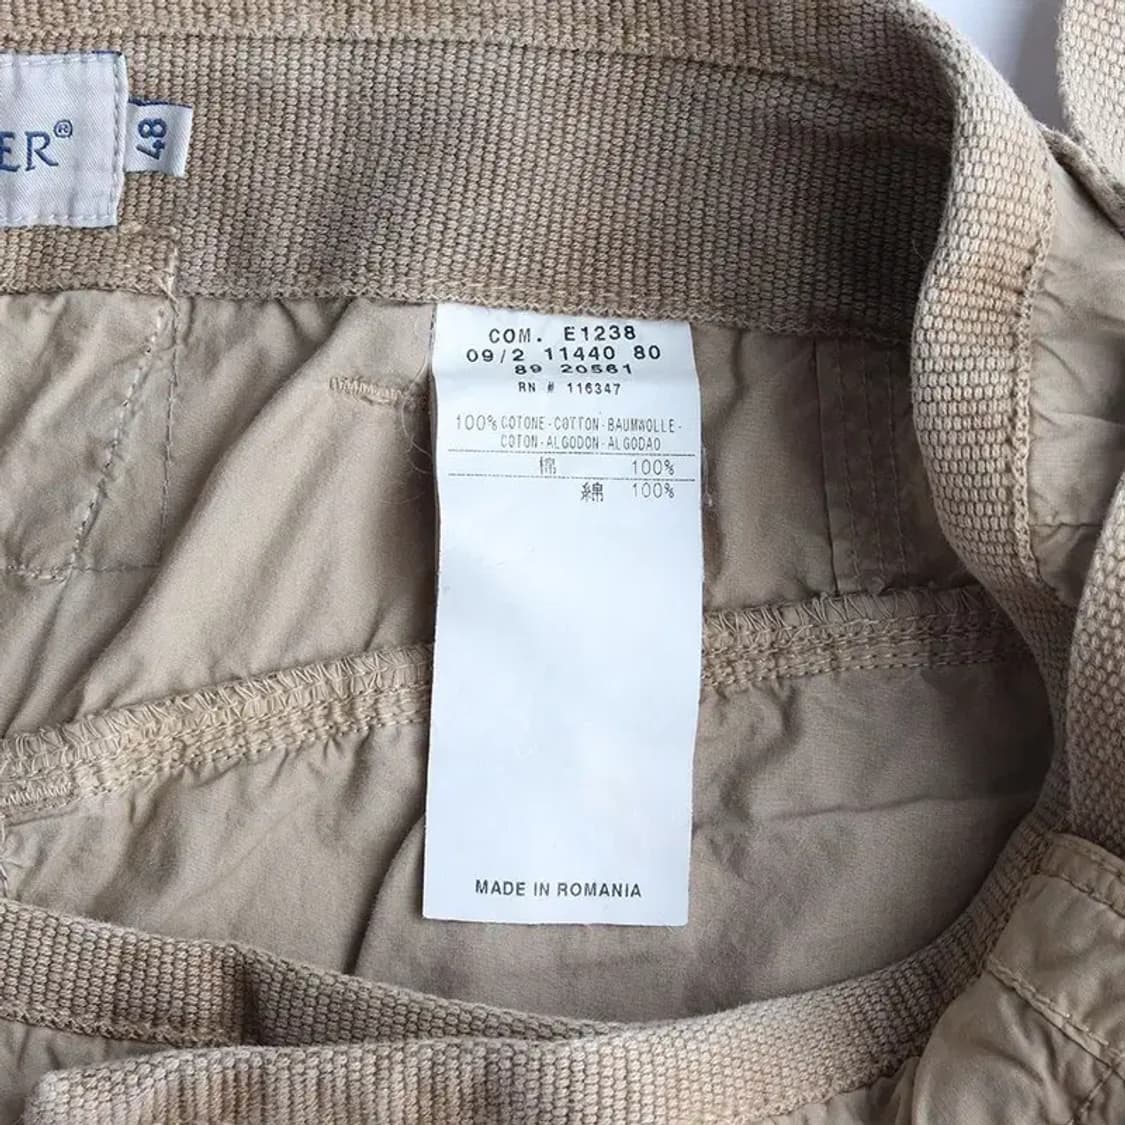 ER®
48
COM. E1238
09/2 11440 80
89 20561
RN # 116347
100% COTONE-COTTON-BAUMWOLLE-
COTON-ALGODON-ALGODAO
棉 100%
綿 100%
MADE IN ROMANIA